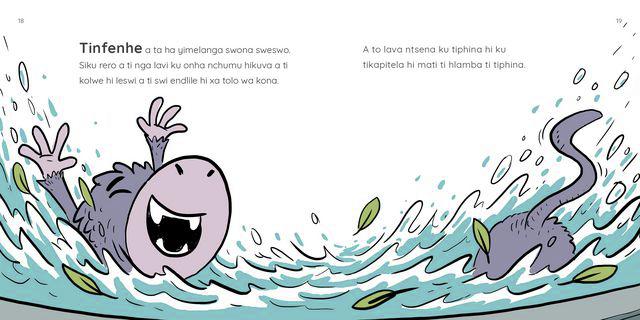 18
19
Tinfenhe a ta ha yimelanga swona sweswo.
Siku rero a ti nga lavi ku onha nchumu hikuva a ti
kolwe hi leswi a ti swi endlile hi xa tolo wa kona.
A to lava ntsena ku tiphina hi ku
tikapitela hi mati ti hlamba ti tiphina.